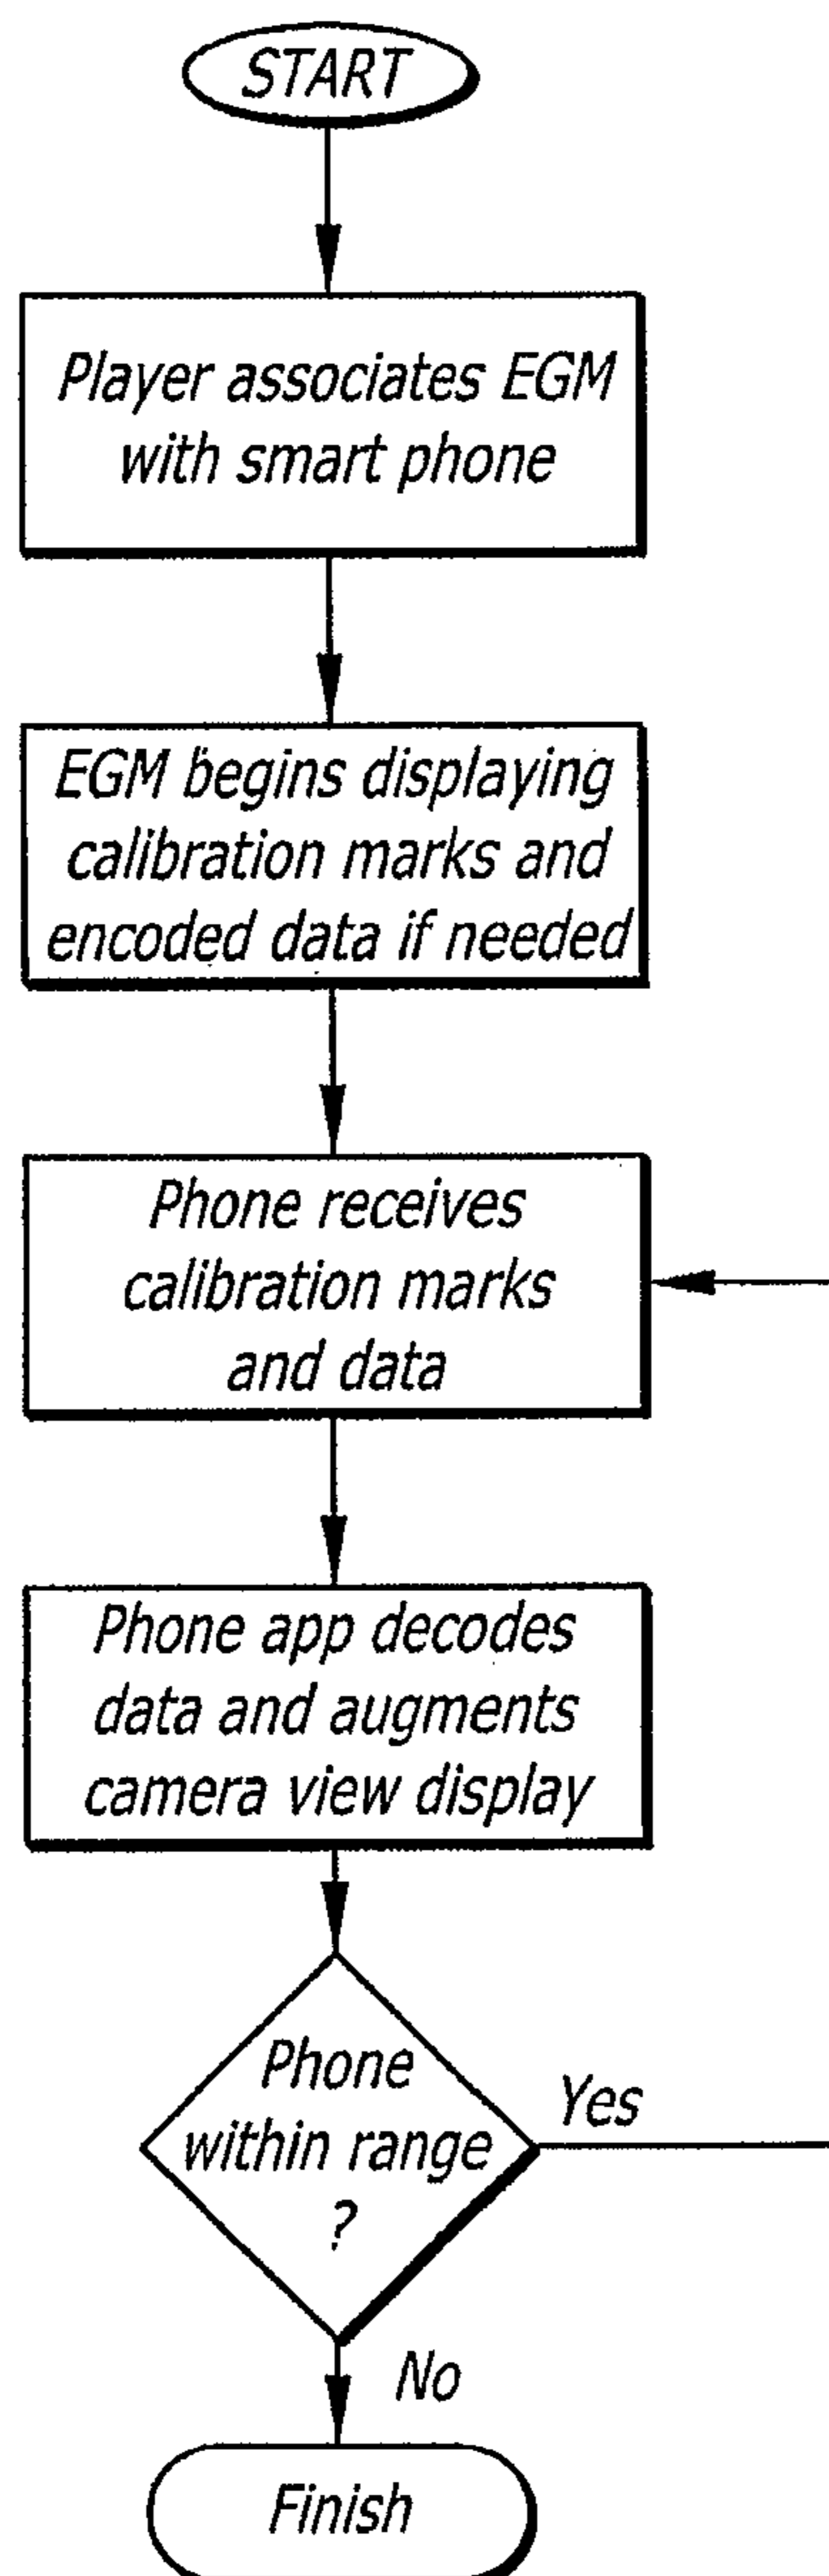 START
Player associates EGM
with smart phone
EGM begins displaying
calibration marks and
encoded data if needed
Phone receives
calibration marks
and data
Phone app decodes
data and augments
camera view display
Phone
within range
?
Yes
No
Finish